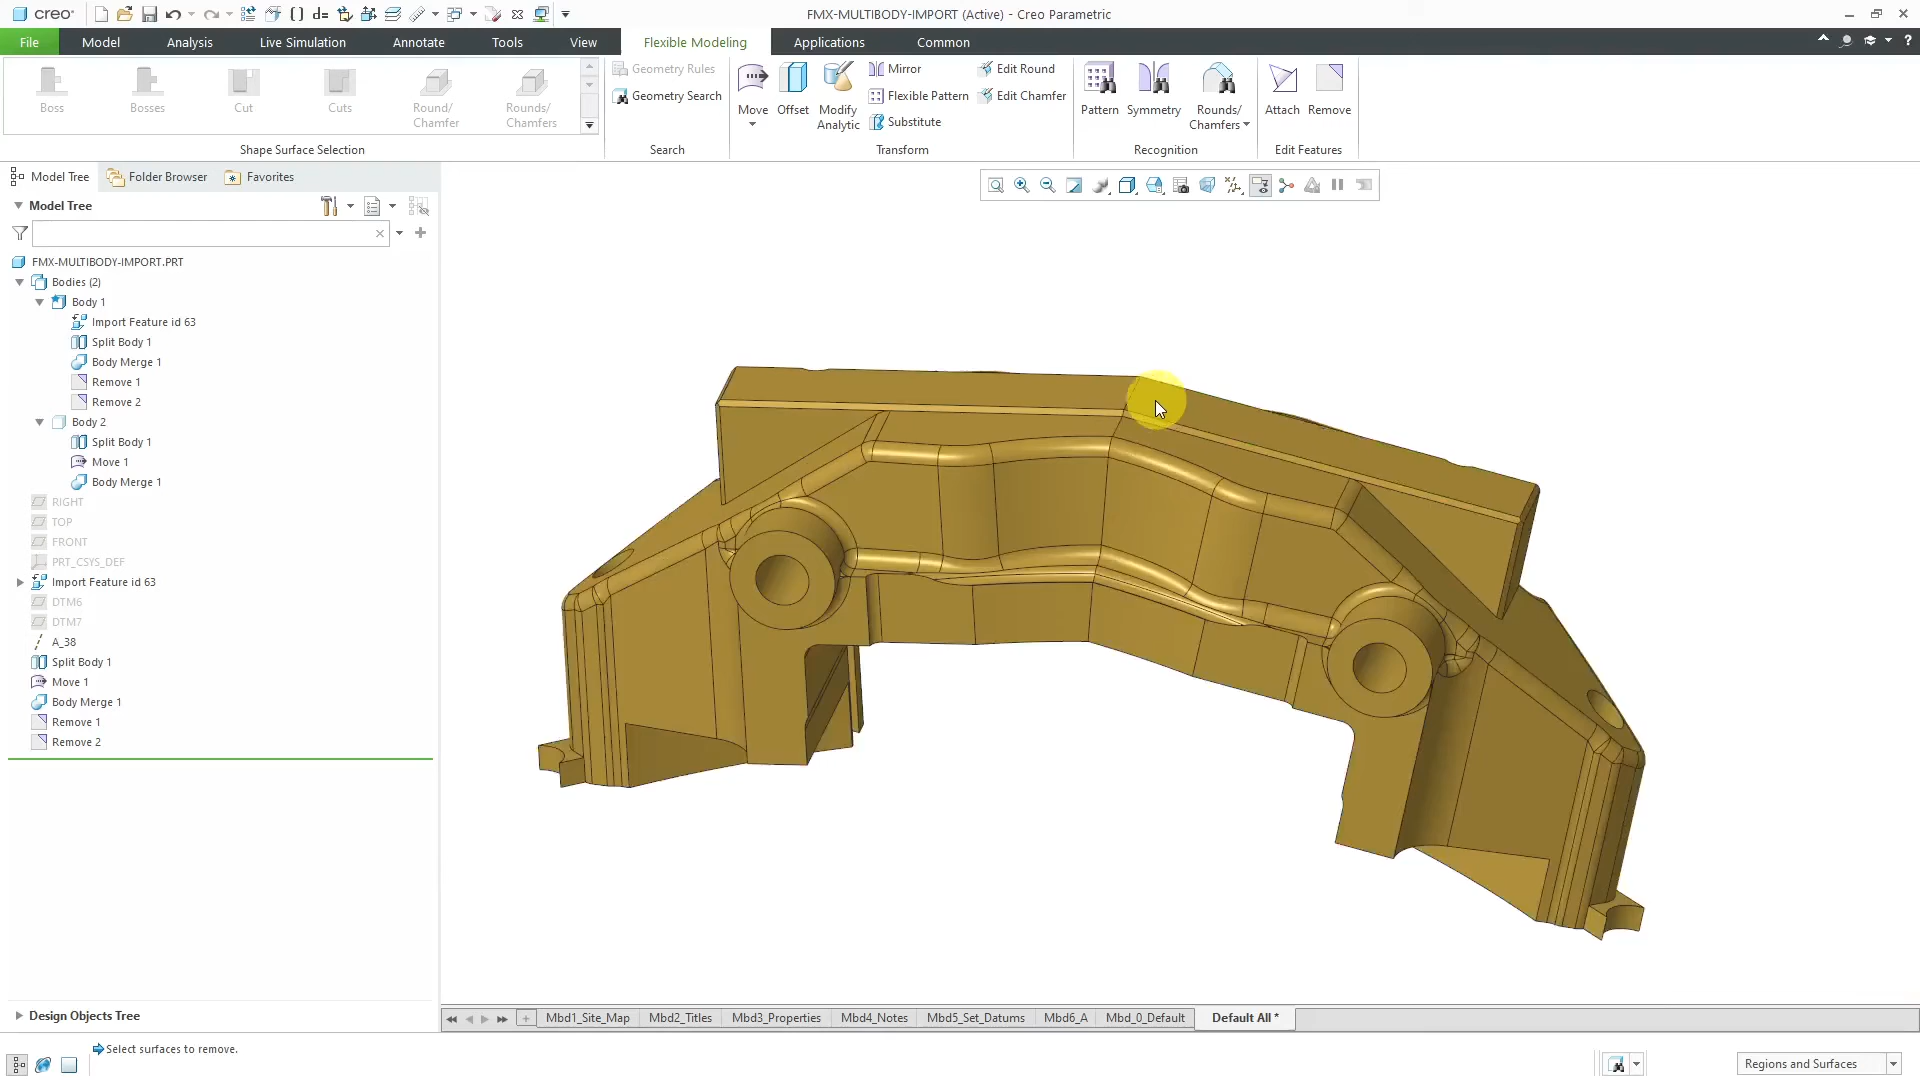 creo
d=
FMX-MULTIBODY-IMPORT (Active) - Creo Parametric
File Model Analysis Live Simulation Annotate Tools View Flexible Modeling Applications Common
Boss Bosses Cut Cuts Round/ Chamfer Rounds/ Chamfers
Shape Surface Selection
Geometry Rules
Geometry Search
Search
Move Offset Modify Analytic
Mirror
Flexible Pattern
Substitute
Edit Round
Edit Chamfer
Transform
Pattern Symmetry Rounds/ Chamfers
Recognition
Attach Remove
Edit Features
Model Tree Folder Browser Favorites
Model Tree
FMX-MULTIBODY-IMPORT.PRT
Bodies (2)
Body 1
Import Feature id 63
Split Body 1
Body Merge 1
Remove 1
Remove 2
Body 2
Split Body 1
Move 1
Body Merge 1
RIGHT
TOP
FRONT
PRT_CSYS_DEF
Import Feature id 63
DTM6
DTM7
A_38
Split Body 1
Move 1
Body Merge 1
Remove 1
Remove 2
Design Objects Tree
Mbd1_Site_Map Mbd2_Titles Mbd3_Properties Mbd4_Notes Mbd5_Set_Datums Mbd6_A Mbd_0_Default Default All *
Select surfaces to remove.
Regions and Surfaces